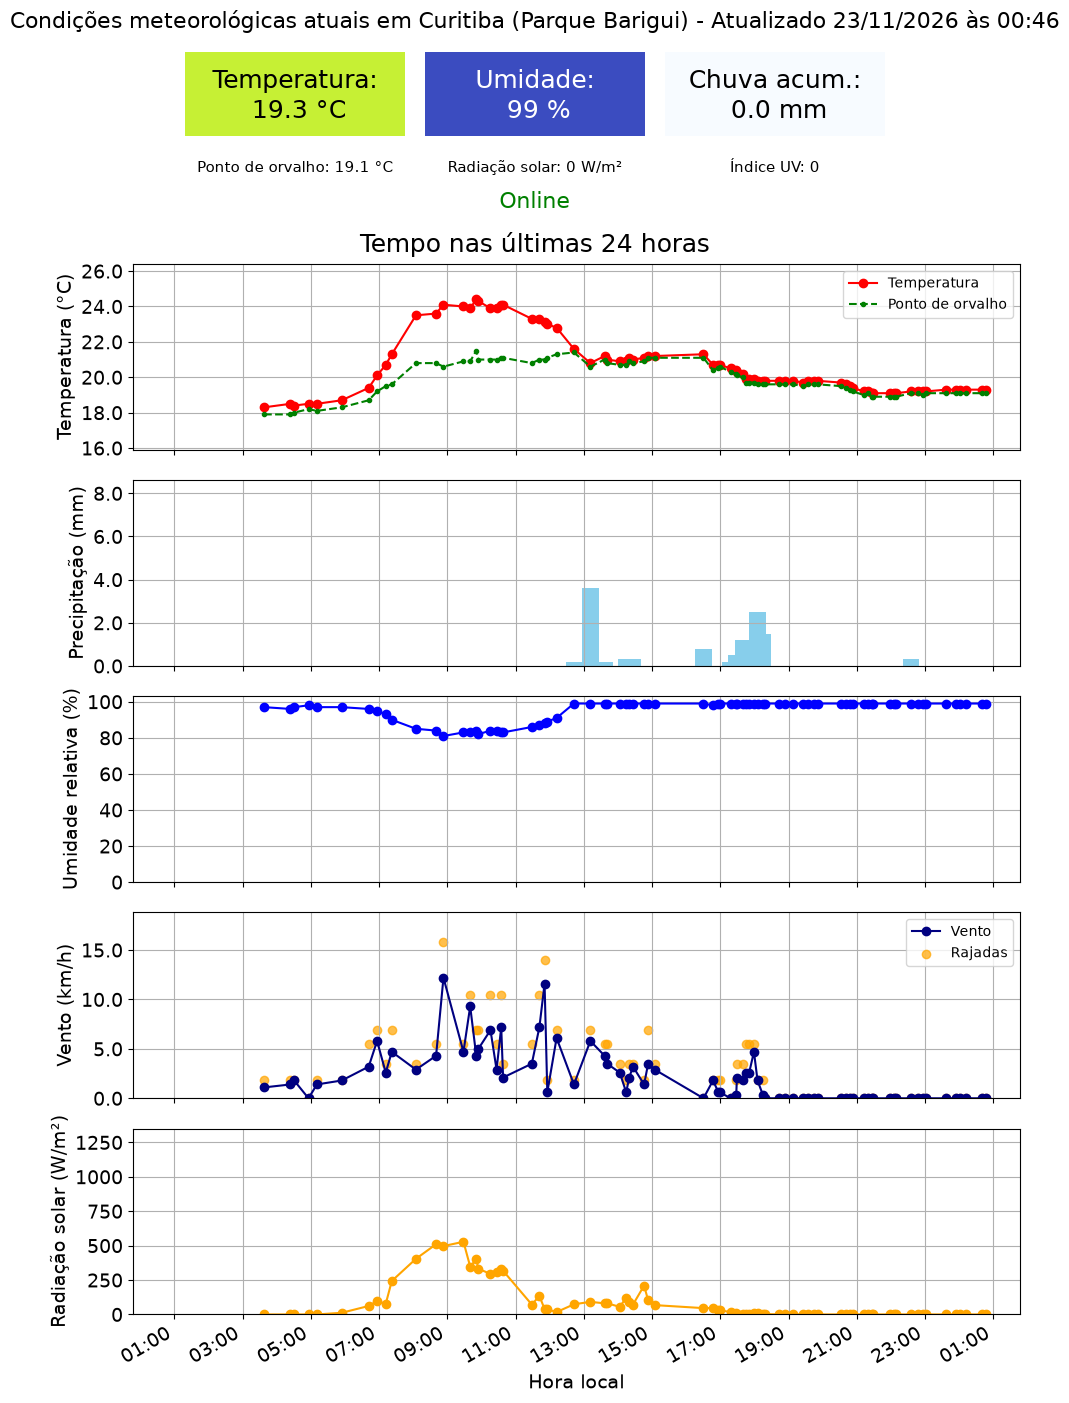 Condições meteorológicas atuais em Curitiba (Parque Barigui) - Atualizado 23/11/2026 às 00:46
Temperatura:
19.3 °C
Umidade:
99 %
Chuva acum.:
0.0 mm
Ponto de orvalho: 19.1 °C
Radiação solar: 0 W/m²
Índice UV: 0
Online
Tempo nas últimas 24 horas
Temperatura (°C)
26.0
24.0
22.0
20.0
18.0
16.0
Temperatura
Ponto de orvalho
Precipitação (mm)
8.0
6.0
4.0
2.0
0.0
Umidade relativa (%)
100
80
60
40
20
0
Vento (km/h)
15.0
10.0
5.0
0.0
Vento
Rajadas
Radiação solar (W/m²)
1250
1000
750
500
250
0
01:00 03:00 05:00 07:00 09:00 11:00 13:00 15:00 17:00 19:00 21:00 23:00 01:00
Hora local